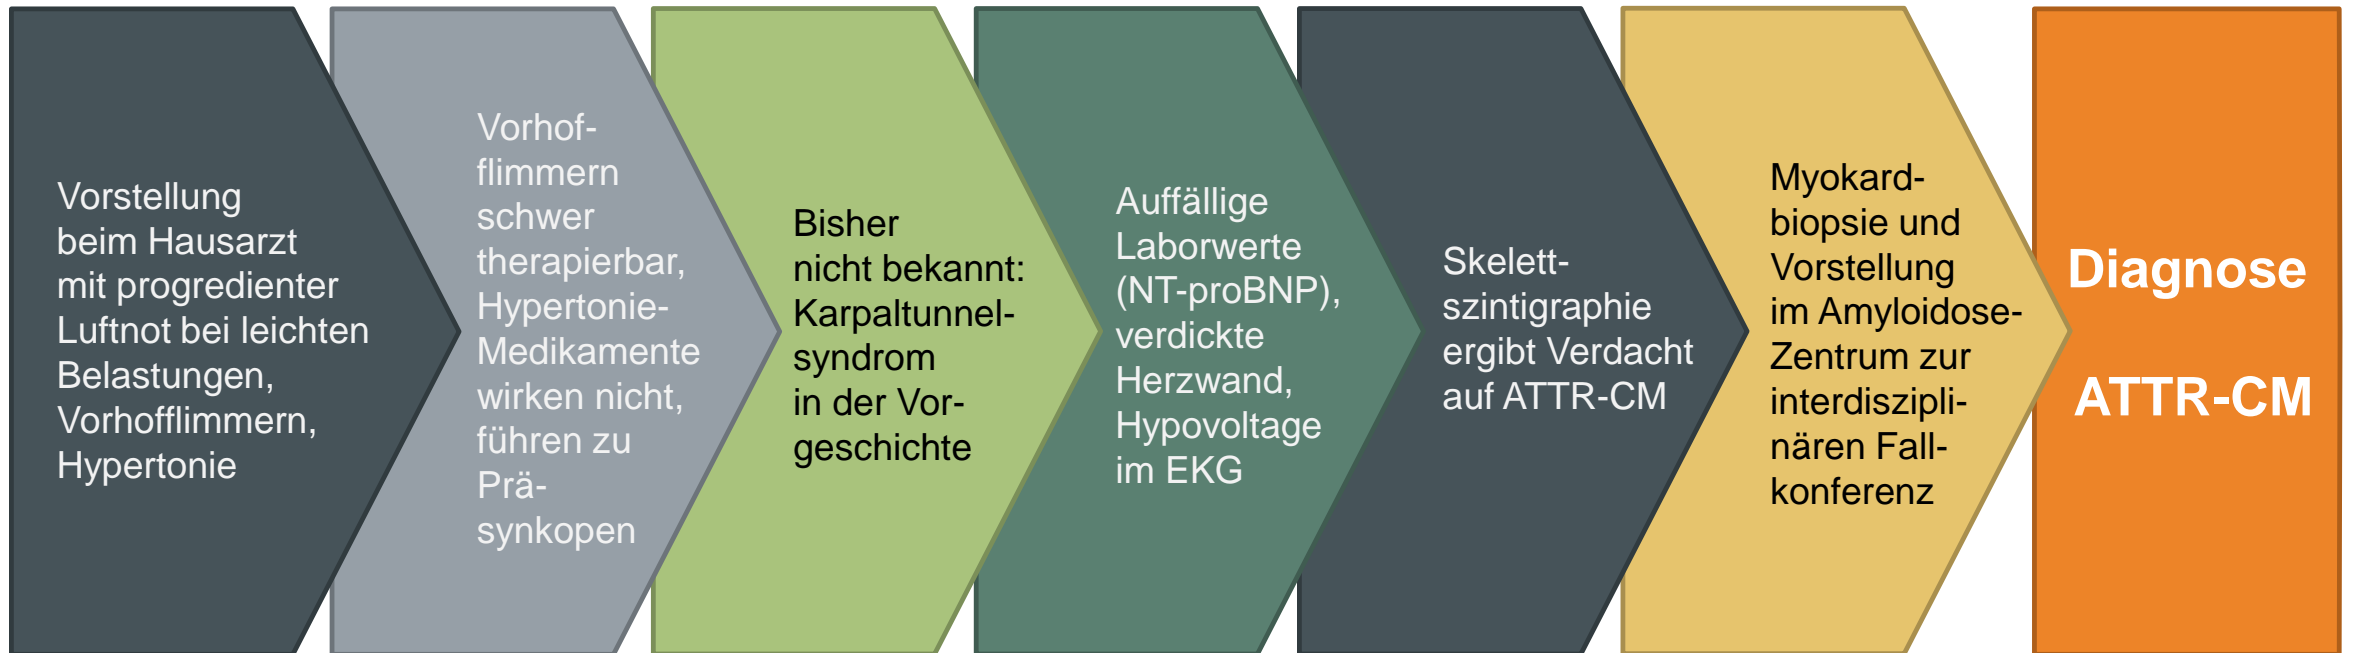 Vorstellung
beim Hausarzt
mit progredienter
Luftnot bei leichten
Belastungen,
Vorhofflimmern,
Hypertonie
Vorhof-
flimmern
schwer
therapierbar,
Hypertonie-
Medikamente
wirken nicht,
führen zu
Prä-
synkopen
Bisher
nicht bekannt:
Karpaltunnel-
syndrom
in der Vor-
geschichte
Auffällige
Laborwerte
(NT-proBNP),
verdickte
Herzwand,
Hypovoltage
im EKG
Skelett-
szintigraphie
ergibt Verdacht
auf ATTR-CM
Myokard-
biopsie und
Vorstellung
im Amyloidose-
Zentrum zur
interdiszipli-
nären Fall-
konferenz
Diagnose
ATTR-CM